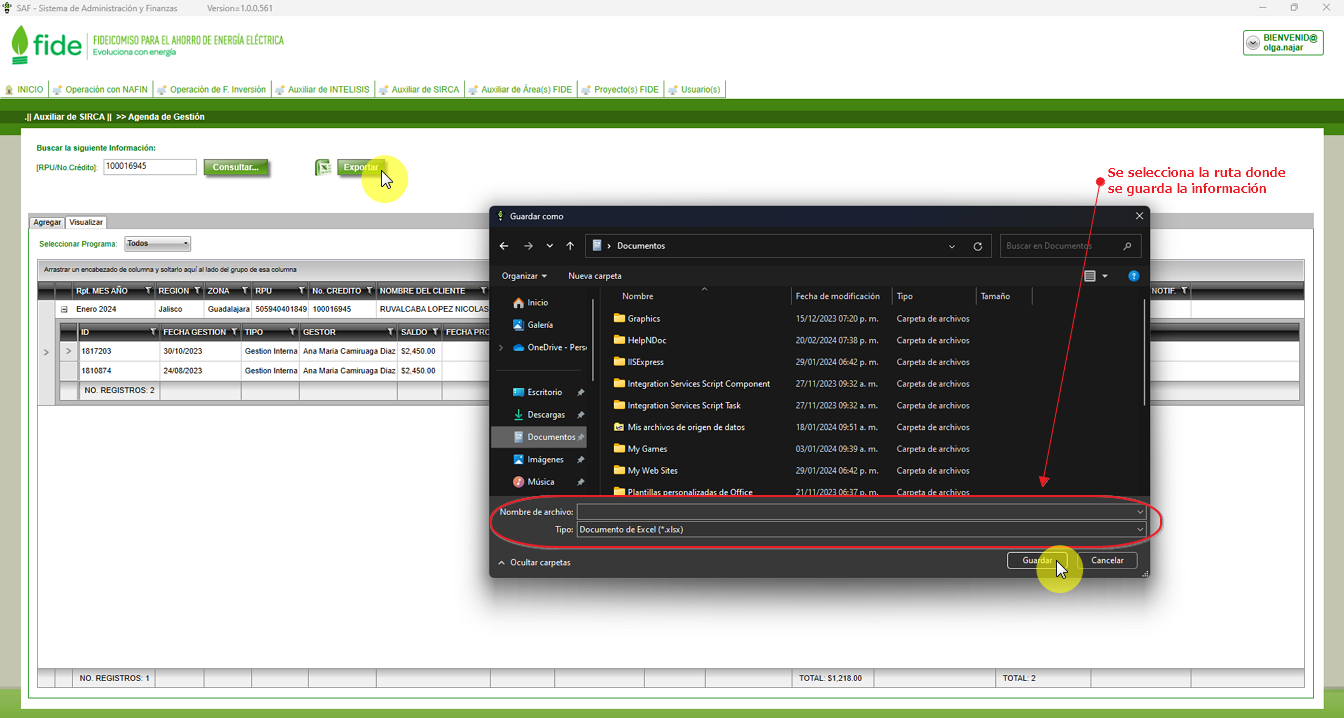 SAF - Sistema de Administración y Finanzas Version=1.0.0.561
fide FIDEICOMISO PARA EL AHORRO DE ENERGÍA ELÉCTRICA
Evoluciona con energía
BIENVENID@
olga.najar
INICIO Operación con NAFIN Operación de F. Inversión Auxiliar de INTELISIS Auxiliar de SIRCA Auxiliar de Área(s) FIDE Proyecto(s) FIDE Usuario(s)
.|| Auxiliar de SIRCA || >> Agenda de Gestión
Buscar la siguiente Información:
[RPU/No.Crédito]: 100016945 Consultar... Exportar
Se selecciona la ruta donde
se guarda la información
Agregar Visualizar
Seleccionar Programa: Todos
Arrastrar un encabezado de columna y soltarlo aquí al lado del grupo de esa columna
Rpt. MES AÑO REGION ZONA RPU No. CREDITO NOMBRE DEL CLIENTE NOTIF.
Enero 2024 Jalisco Guadalajara 505940401849 100016945 RUVALCABA LOPEZ NICOLAS
ID FECHA GESTION TIPO GESTOR SALDO FECHA PRO
1817203 30/10/2023 Gestion Interna Ana Maria Camiruaga Diaz $2,450.00
1810874 24/08/2023 Gestion Interna Ana Maria Camiruaga Diaz $2,450.00
NO. REGISTROS: 2
Guardar como
Documentos Buscar en Documentos
Organizar Nueva carpeta
Inicio
Galería
OneDrive - Pers
Escritorio
Descargas
Documentos
Imágenes
Música
Nombre Fecha de modificación Tipo Tamaño
Graphics 15/12/2023 07:20 p. m. Carpeta de archivos
HelpNDoc 20/02/2024 07:38 p. m. Carpeta de archivos
IISExpress 29/01/2024 06:42 p. m. Carpeta de archivos
Integration Services Script Component 27/11/2023 09:32 a. m. Carpeta de archivos
Integration Services Script Task 27/11/2023 09:32 a. m. Carpeta de archivos
Mis archivos de origen de datos 18/01/2024 09:51 a. m. Carpeta de archivos
My Games 03/01/2024 09:39 a. m. Carpeta de archivos
My Web Sites 29/01/2024 06:42 p. m. Carpeta de archivos
Plantillas personalizadas de Office 21/11/2023 06:37 p. m. Carpeta de archivos
Nombre de archivo:
Tipo: Documento de Excel (*.xlsx)
Ocultar carpetas Guardar Cancelar
NO. REGISTROS: 1 TOTAL: $1,218.00 TOTAL: 2